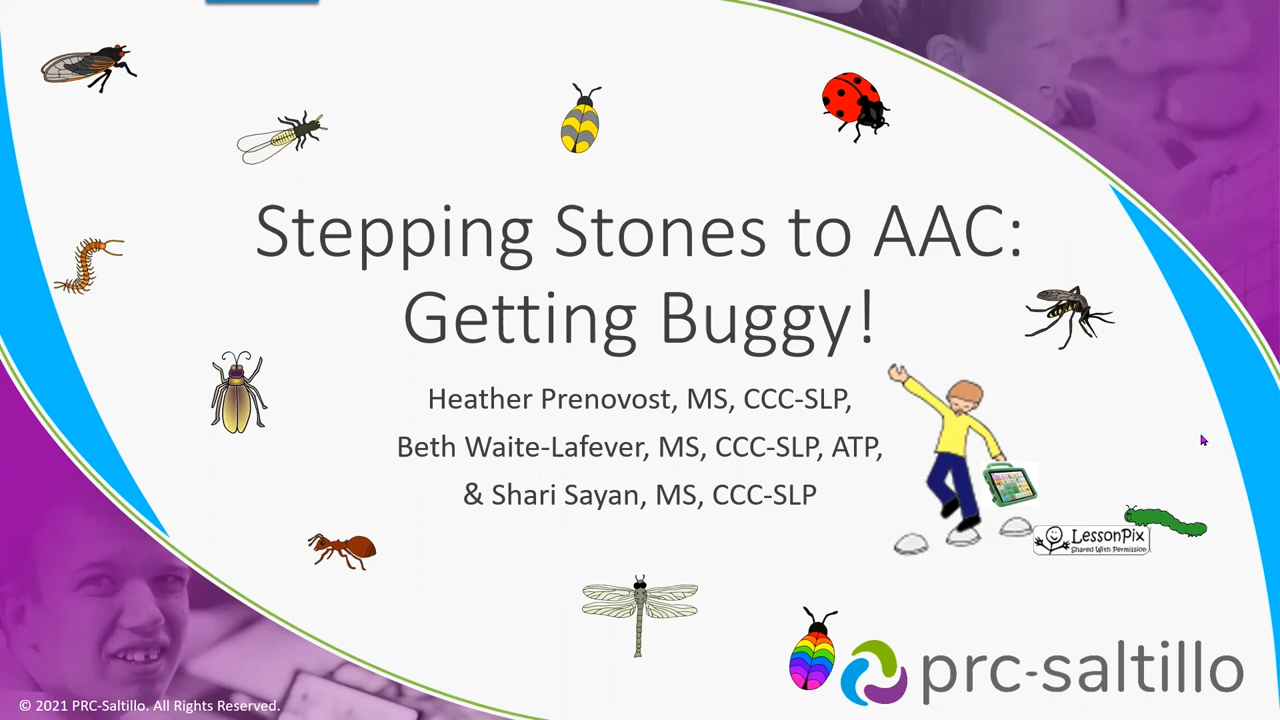 Stepping Stones to AAC:
Getting Buggy!
Heather Prenovost, MS, CCC-SLP,
Beth Waite-Lafever, MS, CCC-SLP, ATP,
& Shari Sayan, MS, CCC-SLP
LessonPix
Shared With Permission
prc-saltillo
© 2021 PRC-Saltillo. All Rights Reserved.